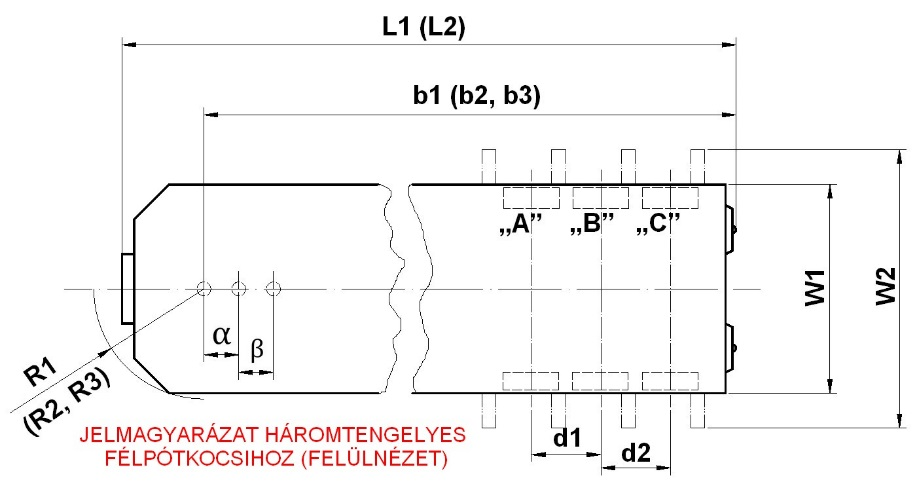 L1 (L2)
b1 (b2, b3)
„A” „B” „C”
W1
W2
α
β
R1
(R2, R3)
d1
d2
JELMAGYARÁZAT HÁROMTENGELYES
FÉLPÓTKOCSIHOZ (FELÜLNÉZET)